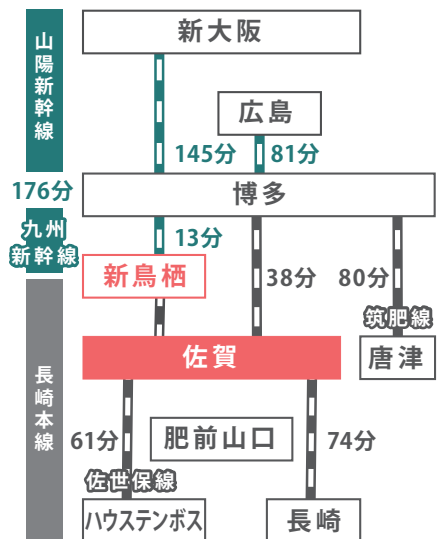 山陽新幹線
新大阪
広島
145分
81分
176分
博多
九州
新幹線
13分
新鳥栖
38分
80分
筑肥線
佐賀
唐津
長崎本線
61分
肥前山口
74分
佐世保線
ハウステンボス
長崎